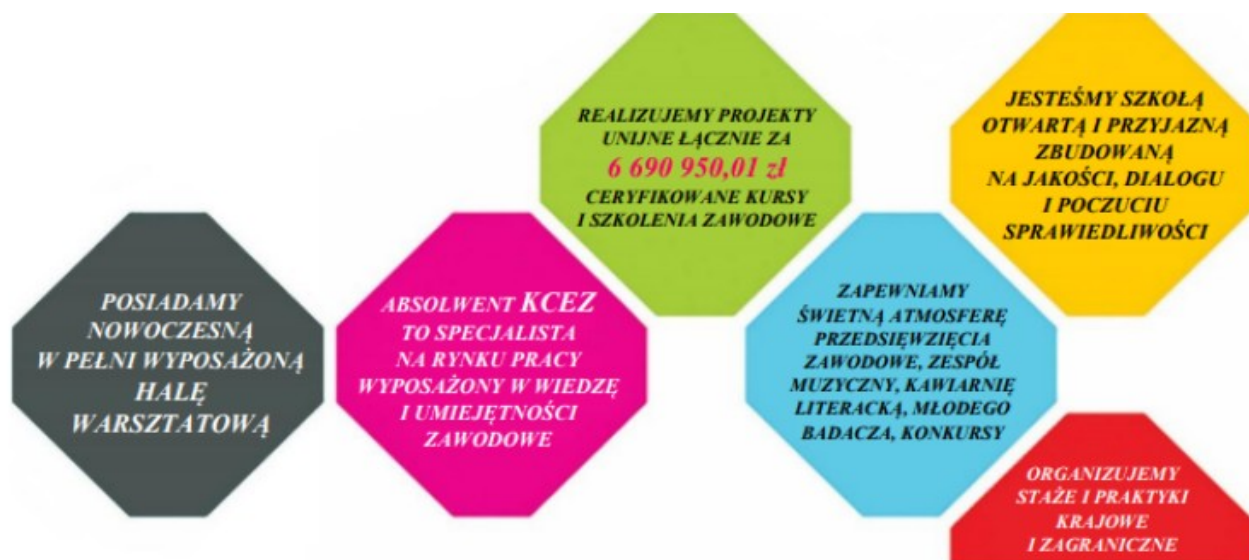 POSIADAMY
NOWOCZESNĄ
W PEŁNI WYPOSAŻONĄ
HALĘ
WARSZTATOWĄ
ABSOLWENT KCEZ
TO SPECJALISTA
NA RYNKU PRACY
WYPOSAŻONY W WIEDZĘ
I UMIEJĘTNOŚCI
ZAWODOWE
REALIZUJEMY PROJEKTY
UNIJNE ŁĄCZNIE ZA
6 690 950,01 zł
CERYFIKOWANE KURSY
I SZKOLENIA ZAWODOWE
ZAPEWNIAMY
ŚWIETNĄ ATMOSFERĘ
PRZEDSIĘWZIĘCIA
ZAWODOWE, ZESPÓŁ
MUZYCZNY, KAWIARNIĘ
LITERACKĄ, MŁODEGO
BADACZA, KONKURSY
JESTEŚMY SZKOŁĄ
OTWARTĄ I PRZYJAZNĄ
ZBUDOWANĄ
NA JAKOŚCI, DIALOGU
I POCZUCIU
SPRAWIEDLIWOŚCI
ORGANIZUJEMY
STAŻE I PRAKTYKI
KRAJOWE
I ZAGRANICZNE